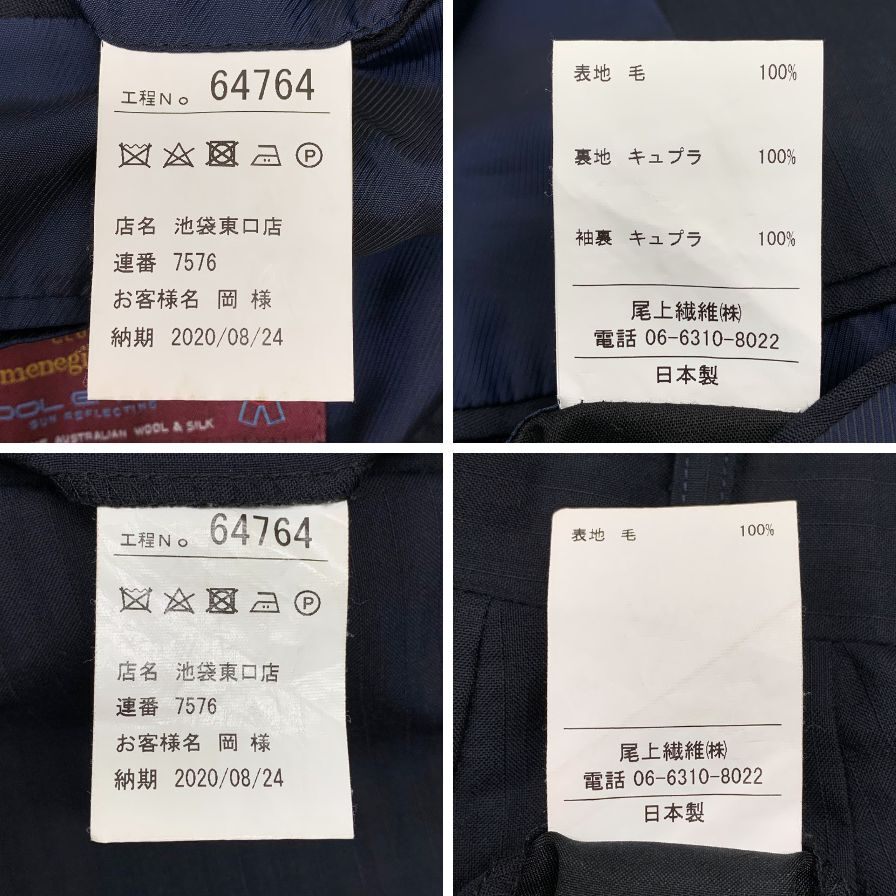 工程No 64764
店名 池袋東口店
連番 7576
お客様名 岡 様
納期 2020/08/24
SUN REFLECTING
AUSTRALIAN WOOL & SILK
表地 毛 100%
裏地 キュプラ 100%
袖裏 キュプラ 100%
尾上繊維㈱
電話 06-6310-8022
日本製
工程No 64764
店名 池袋東口店
連番 7576
お客様名 岡 様
納期 2020/08/24
表地 毛 100%
尾上繊維㈱
電話 06-6310-8022
日本製